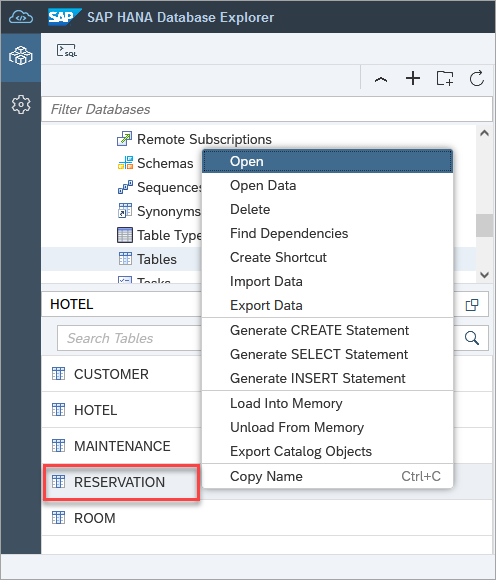 SAP SAP HANA Database Explorer
SQL
Filter Databases
Remote Subscriptions
Schemas
Sequences
Synonyms
Table Type
Tables
Tasks
Open
Open Data
Delete
Find Dependencies
Create Shortcut
Import Data
Export Data
Generate CREATE Statement
Generate SELECT Statement
Generate INSERT Statement
Load Into Memory
Unload From Memory
Export Catalog Objects
Copy Name Ctrl+C
HOTEL
Search Tables
CUSTOMER
HOTEL
MAINTENANCE
RESERVATION
ROOM